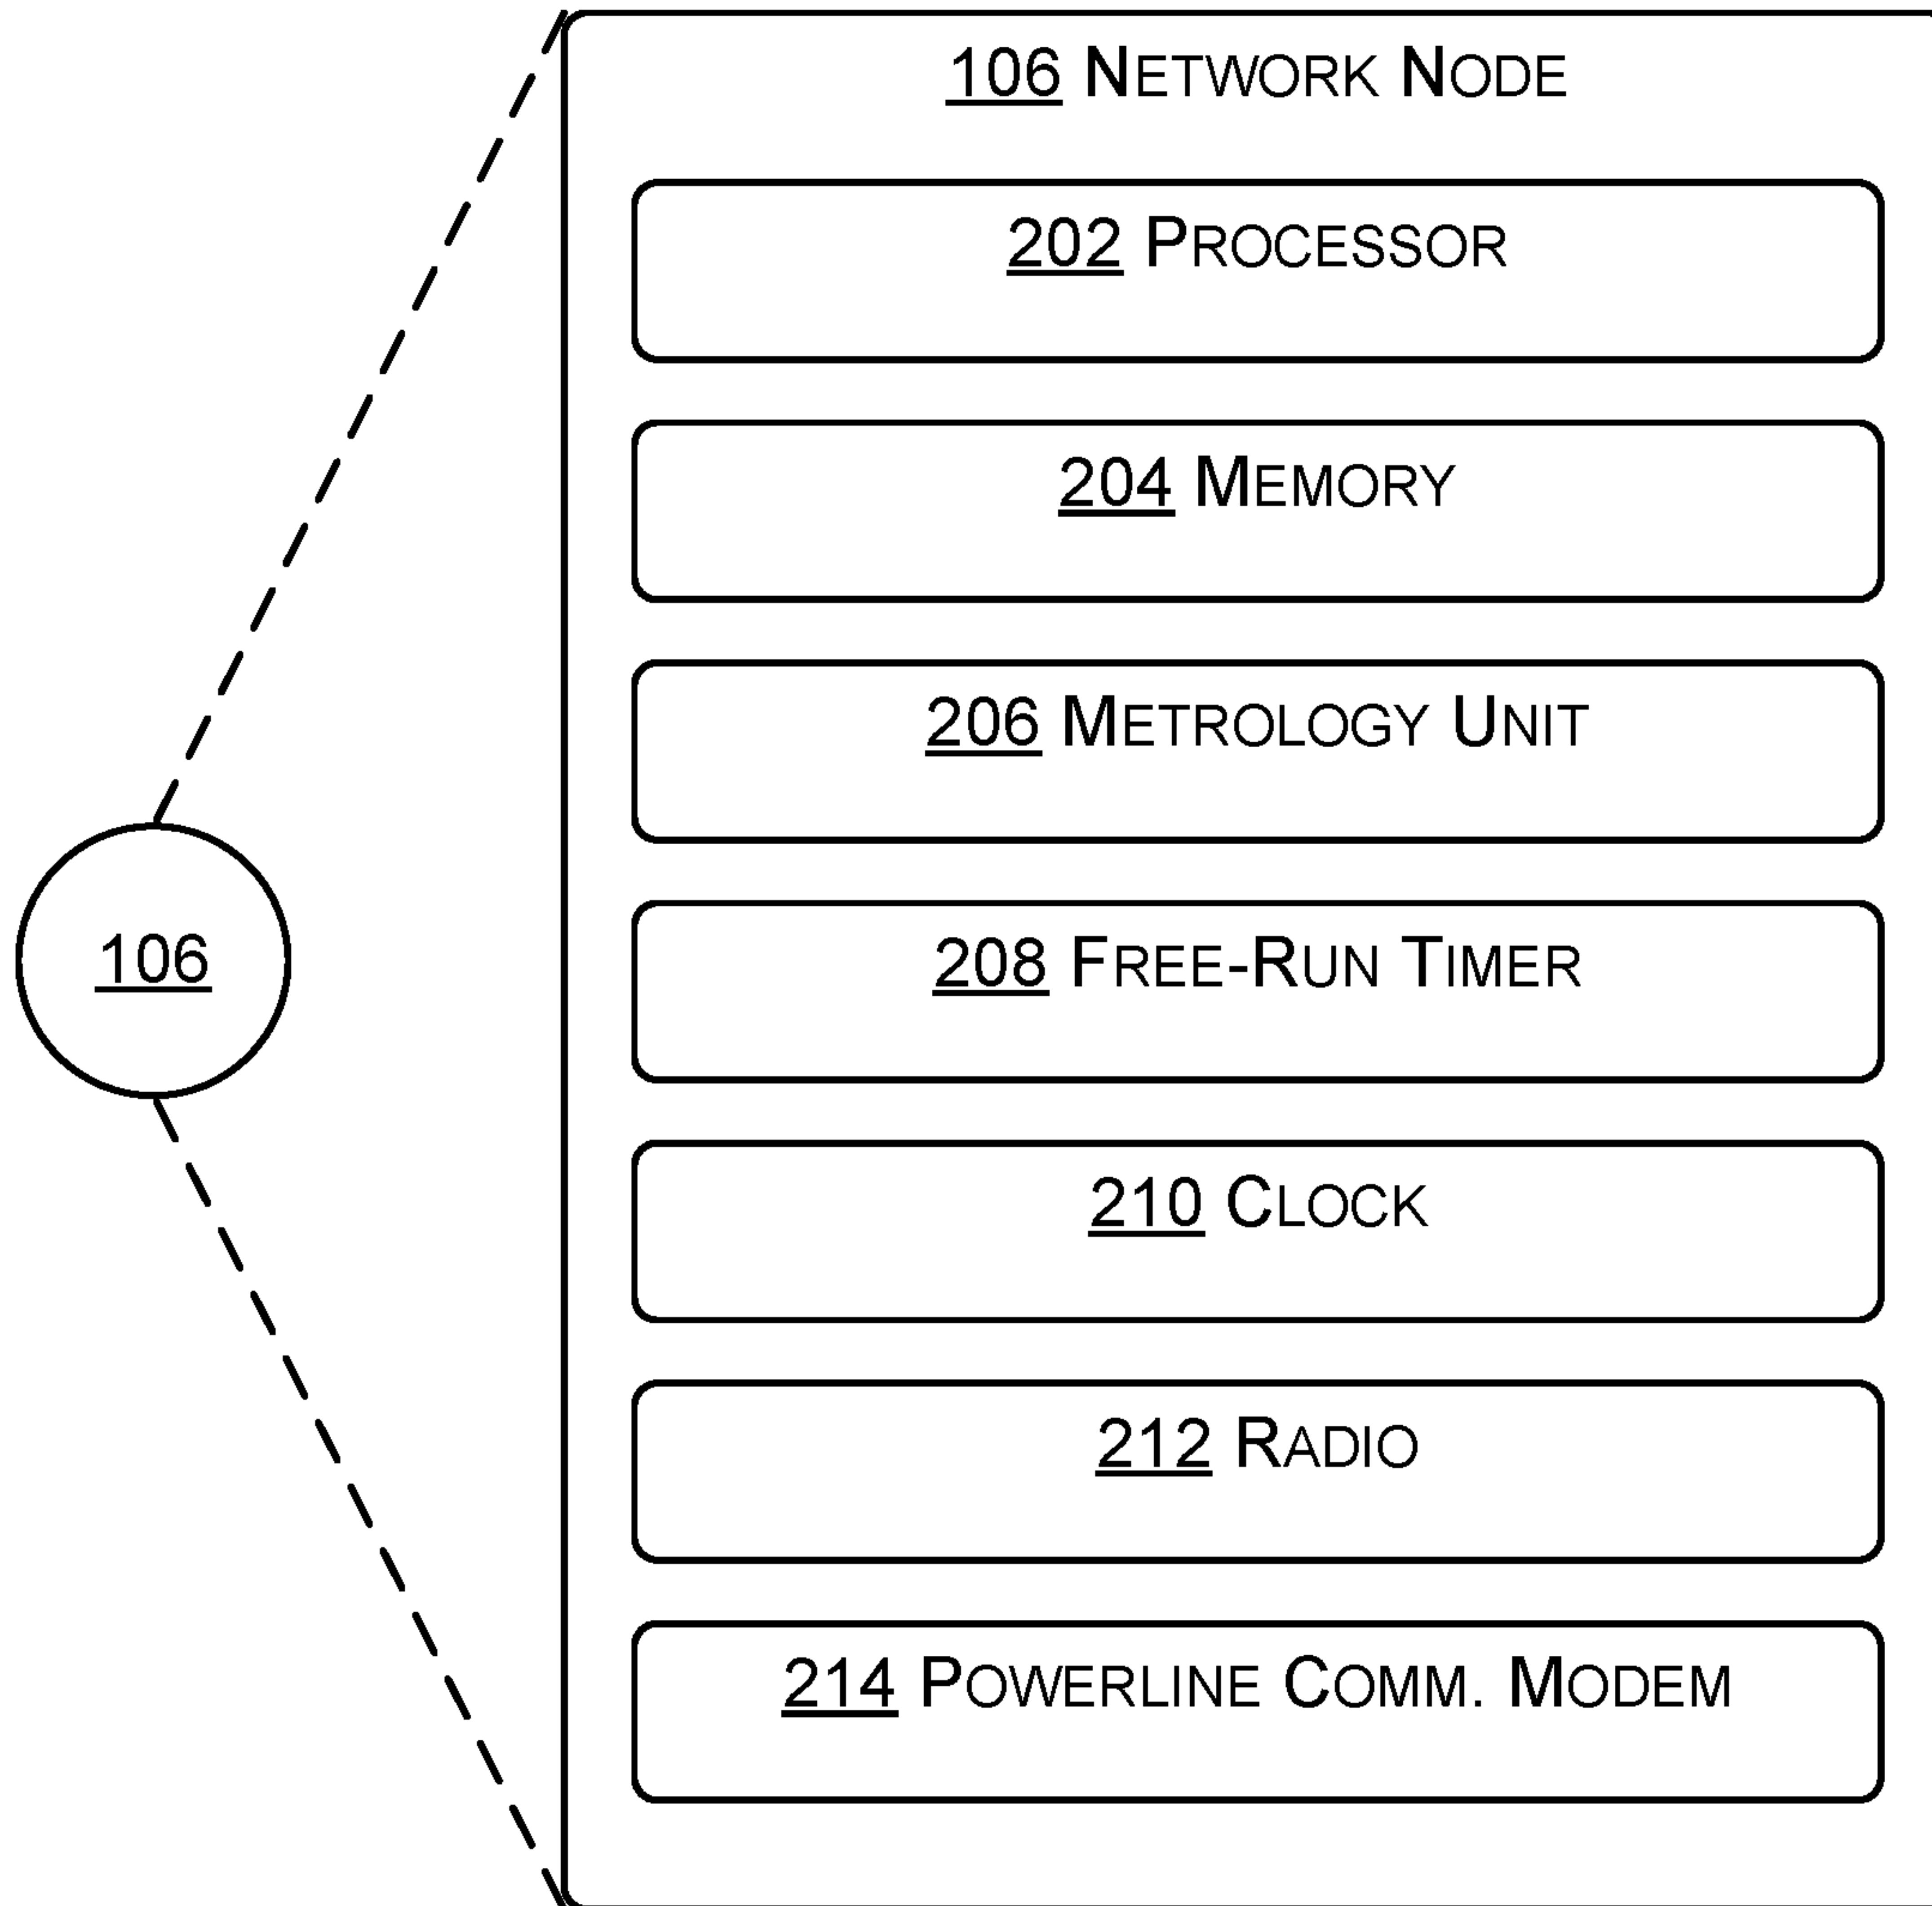 106 NETWORK NODE
202 PROCESSOR
204 MEMORY
206 METROLOGY UNIT
106
208 FREE-RUN TIMER
210 CLOCK
212 RADIO
214 POWERLINE COMM. MODEM